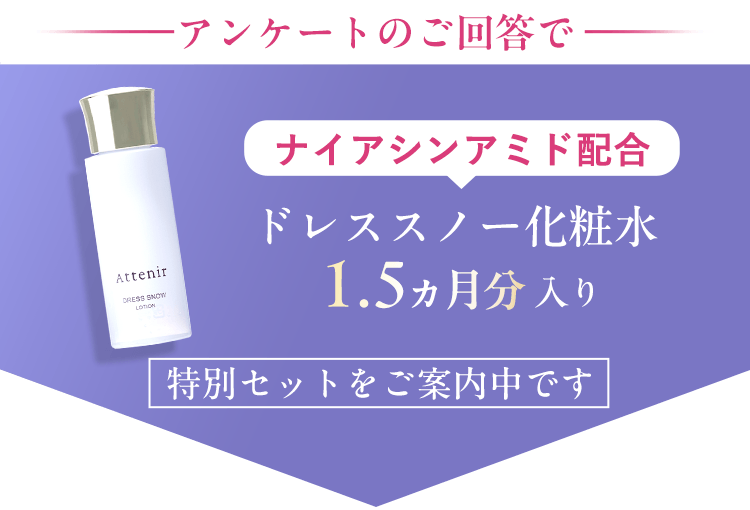 アンケートのご回答で
ナイアシンアミド配合
ドレススノー化粧水
1.5ヵ月分 入り
Attenir
DRESS SNOW
LOTION
特別セットをご案内中です